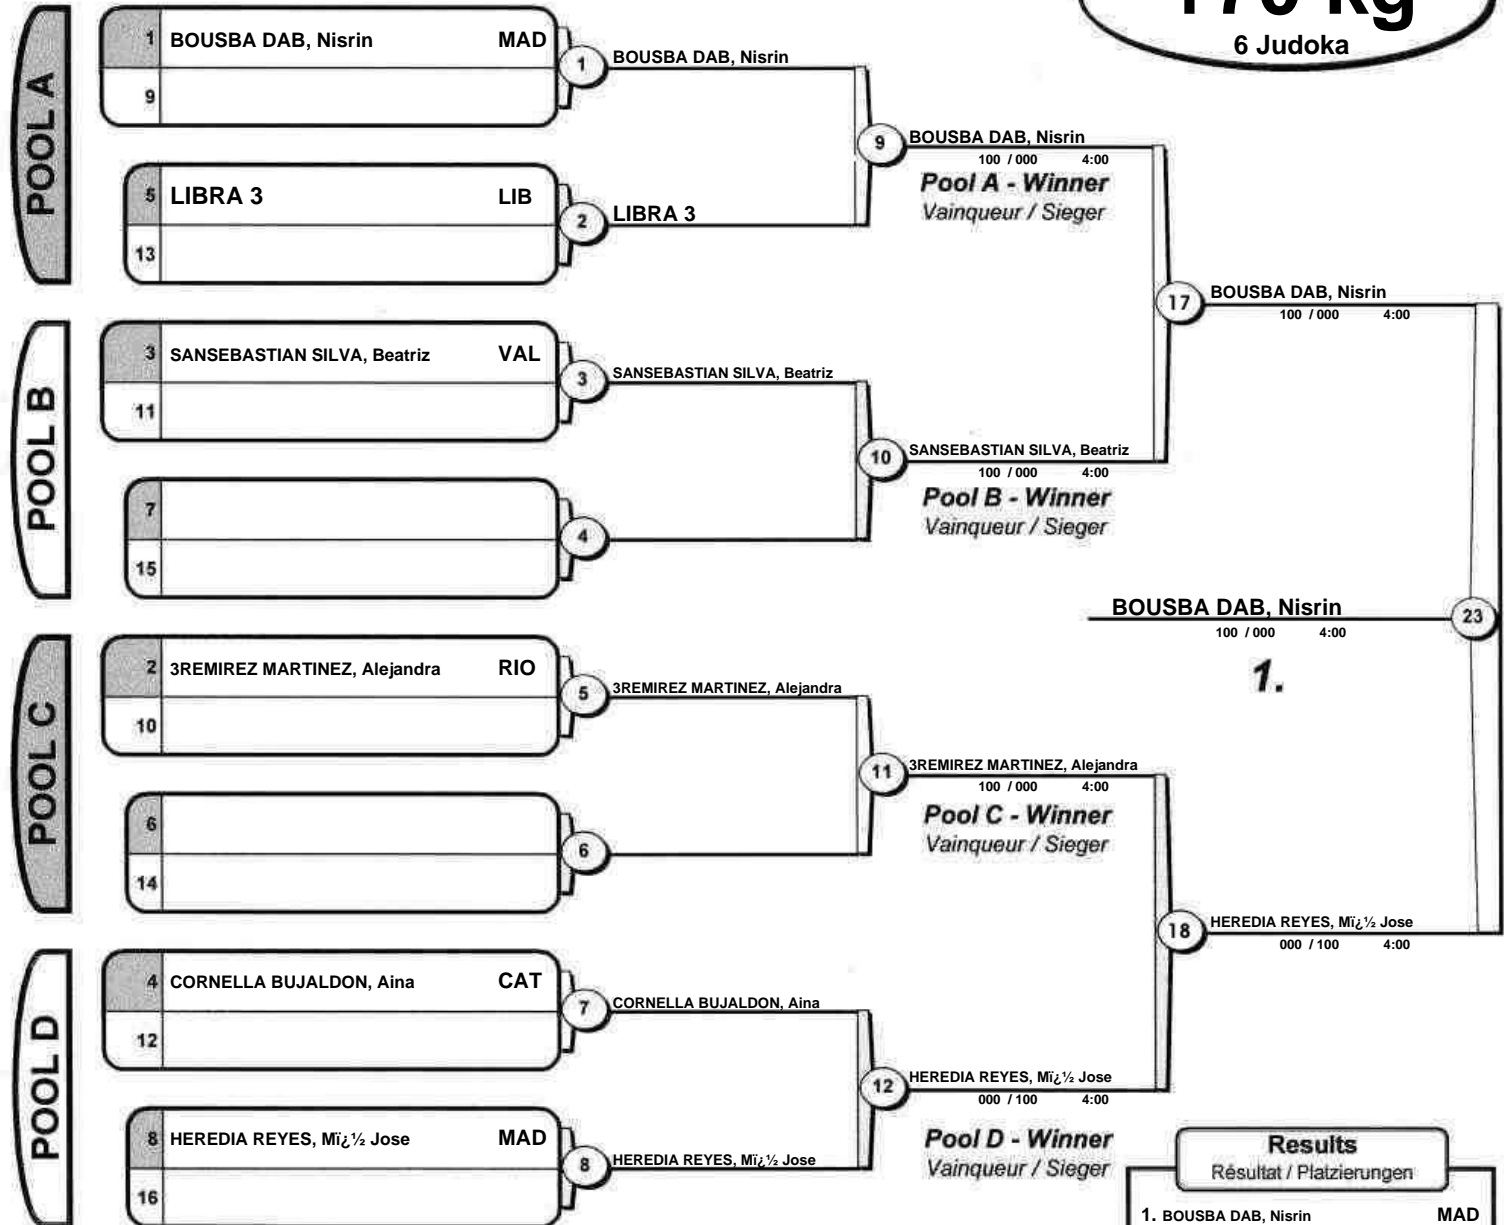 6 Judoka
POOL A
1 BOUSBA DAB, Nisrin MAD
9
1 BOUSBA DAB, Nisrin
5 LIBRA 3 LIB
13
2 LIBRA 3
9 BOUSBA DAB, Nisrin
100 / 000 4:00
Pool A - Winner
Vainqueur / Sieger
POOL B
3 SANSEBASTIAN SILVA, Beatriz VAL
11
3 SANSEBASTIAN SILVA, Beatriz
7
15
4
10 SANSEBASTIAN SILVA, Beatriz
100 / 000 4:00
Pool B - Winner
Vainqueur / Sieger
17 BOUSBA DAB, Nisrin
100 / 000 4:00
BOUSBA DAB, Nisrin 23
100 / 000 4:00
1.
POOL C
2 3REMIREZ MARTINEZ, Alejandra RIO
10
5 3REMIREZ MARTINEZ, Alejandra
6
14
6
11 3REMIREZ MARTINEZ, Alejandra
100 / 000 4:00
Pool C - Winner
Vainqueur / Sieger
18 HEREDIA REYES, Mï¿½ Jose
000 / 100 4:00
POOL D
4 CORNELLA BUJALDON, Aina CAT
12
7 CORNELLA BUJALDON, Aina
8 HEREDIA REYES, Mï¿½ Jose MAD
16
8 HEREDIA REYES, Mï¿½ Jose
12 HEREDIA REYES, Mï¿½ Jose
000 / 100 4:00
Pool D - Winner
Vainqueur / Sieger
Results
Résultat / Platzierungen
1. BOUSBA DAB, Nisrin MAD